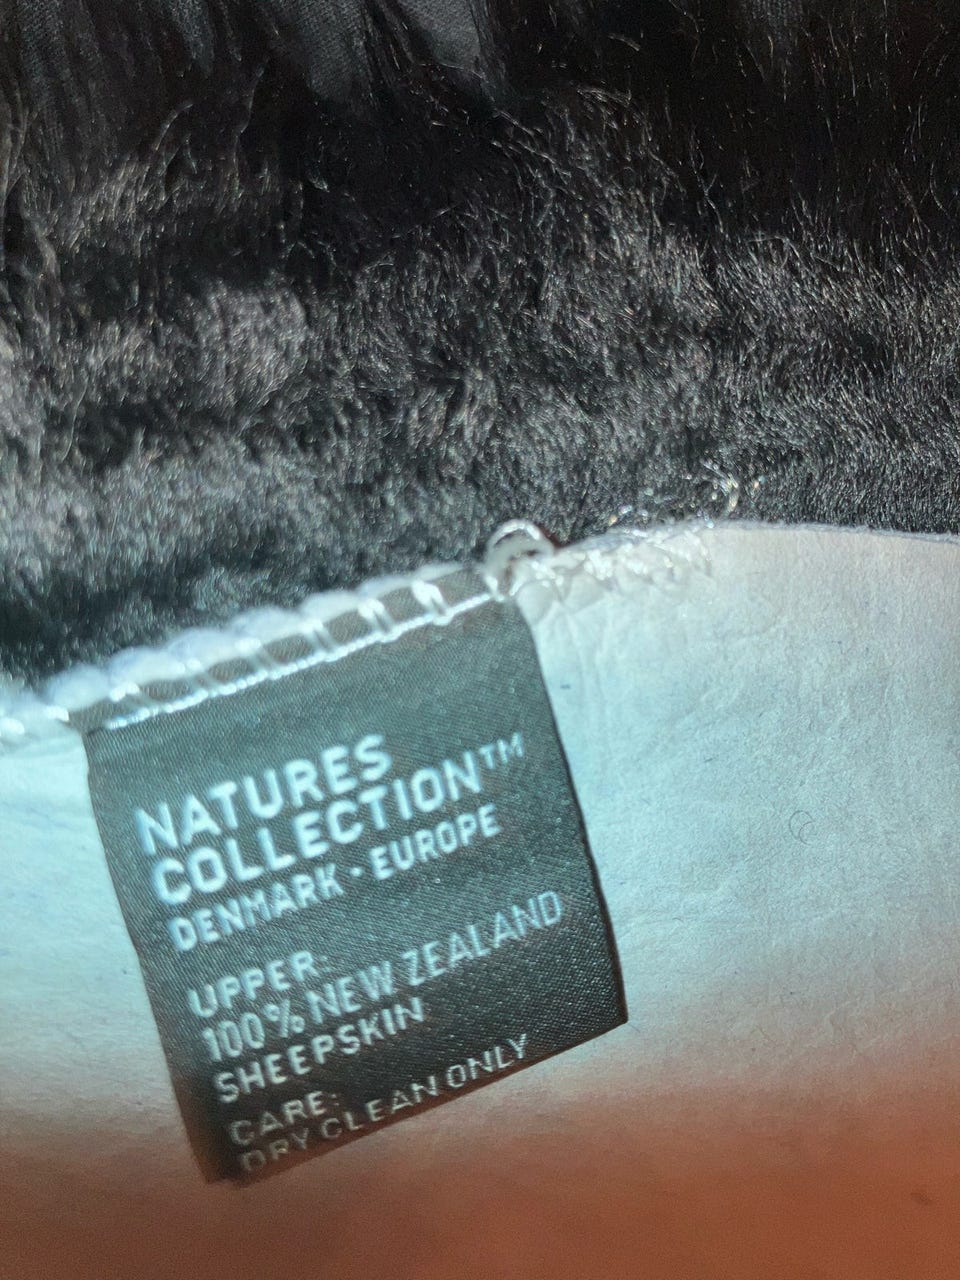 NATURES
COLLECTION™
DENMARK · EUROPE
UPPER:
100% NEW ZEALAND
SHEEPSKIN
CARE:
DRY CLEAN ONLY